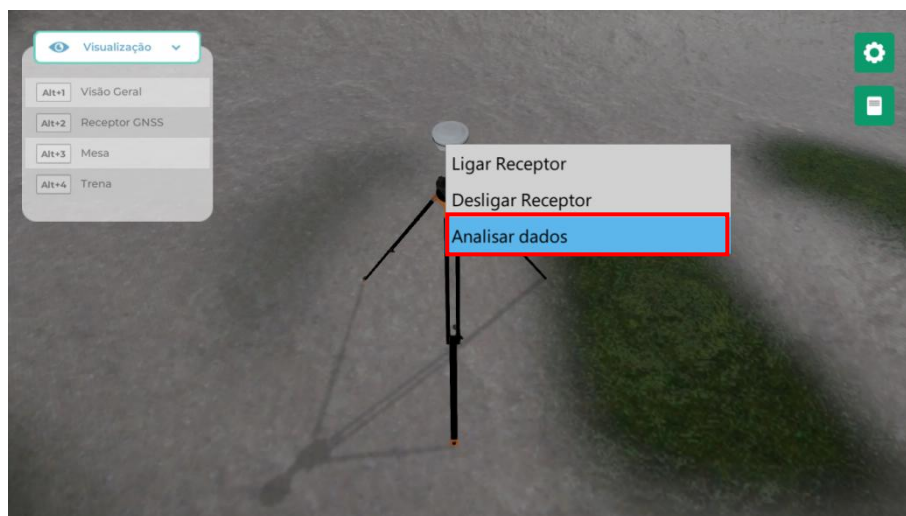 Visualização
Alt+1 Visão Geral
Alt+2 Receptor GNSS
Alt+3 Mesa
Alt+4 Trena
Ligar Receptor
Desligar Receptor
Analisar dados